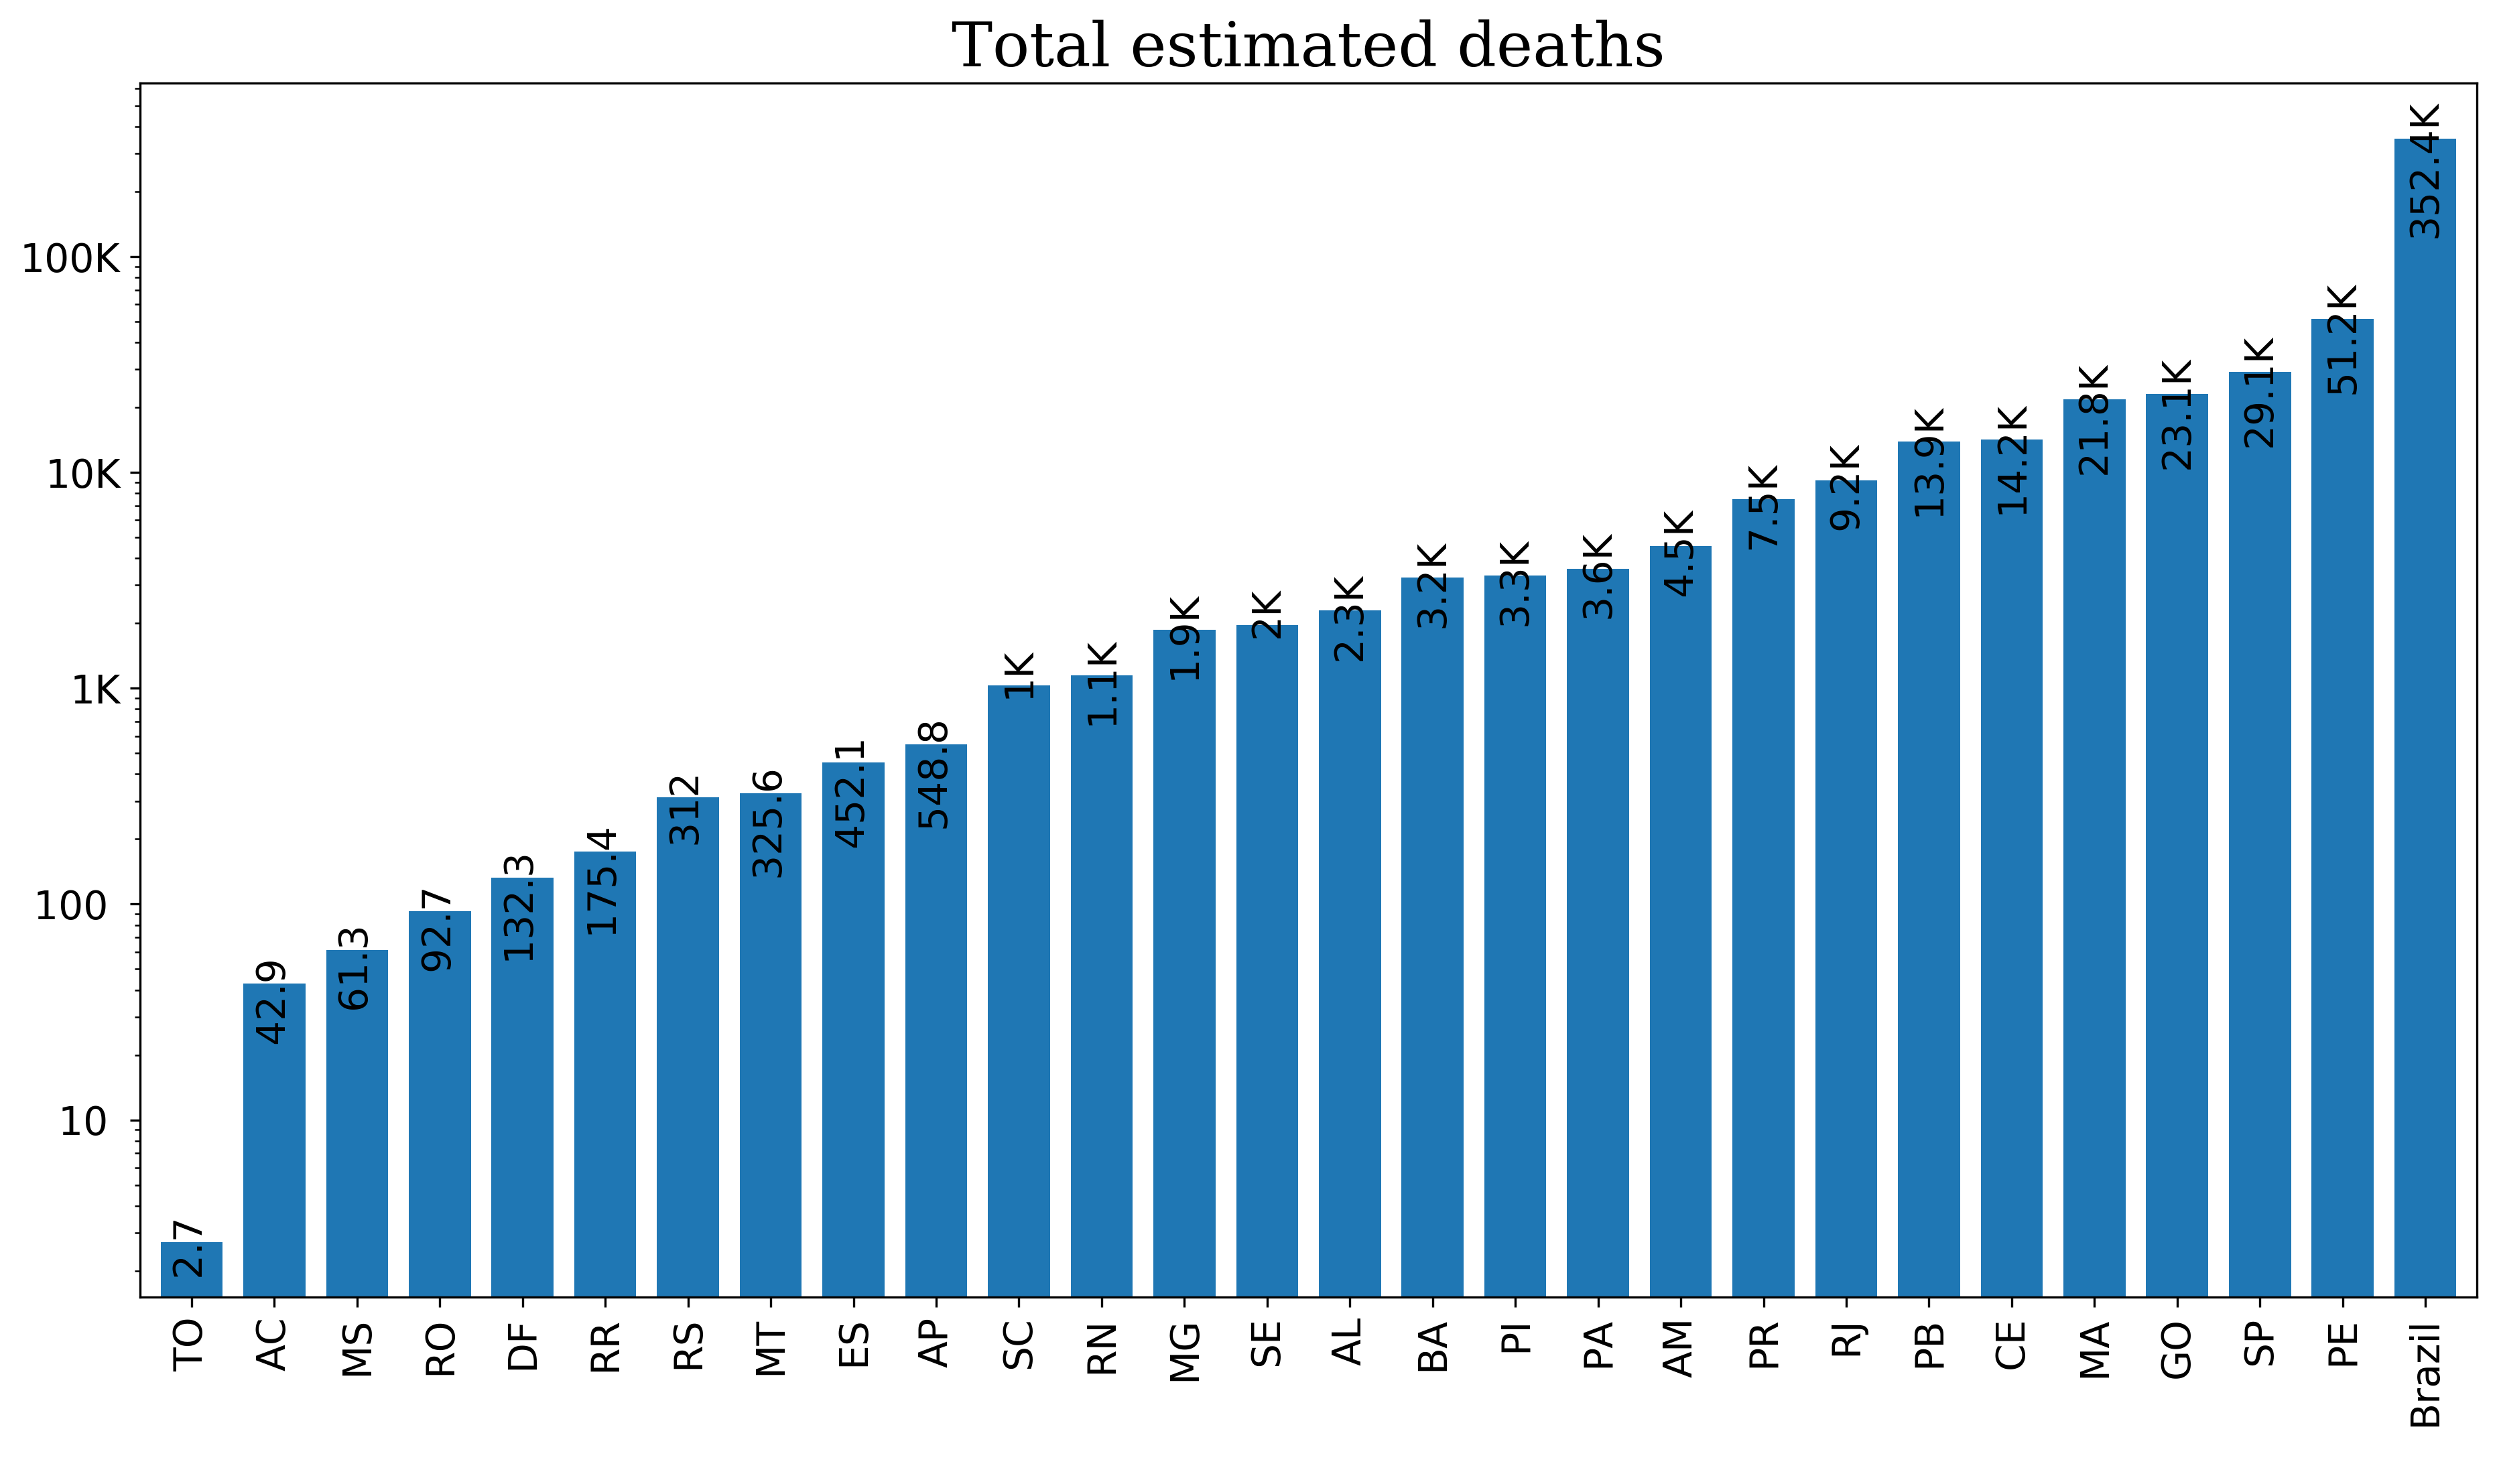 Total estimated deaths
100K
10K
1K
100
10
2.7
42.9
61.3
92.7
132.3
175.4
312
325.6
452.1
548.8
1K
1.1K
1.9K
2K
2.3K
3.2K
3.3K
3.6K
4.5K
7.5K
9.2K
13.9K
14.2K
21.8K
23.1K
29.1K
51.2K
352.4K
TO
AC
MS
RO
DF
RR
RS
MT
ES
AP
SC
RN
MG
SE
AL
BA
PI
PA
AM
PR
RJ
PB
CE
MA
GO
SP
PE
Brazil